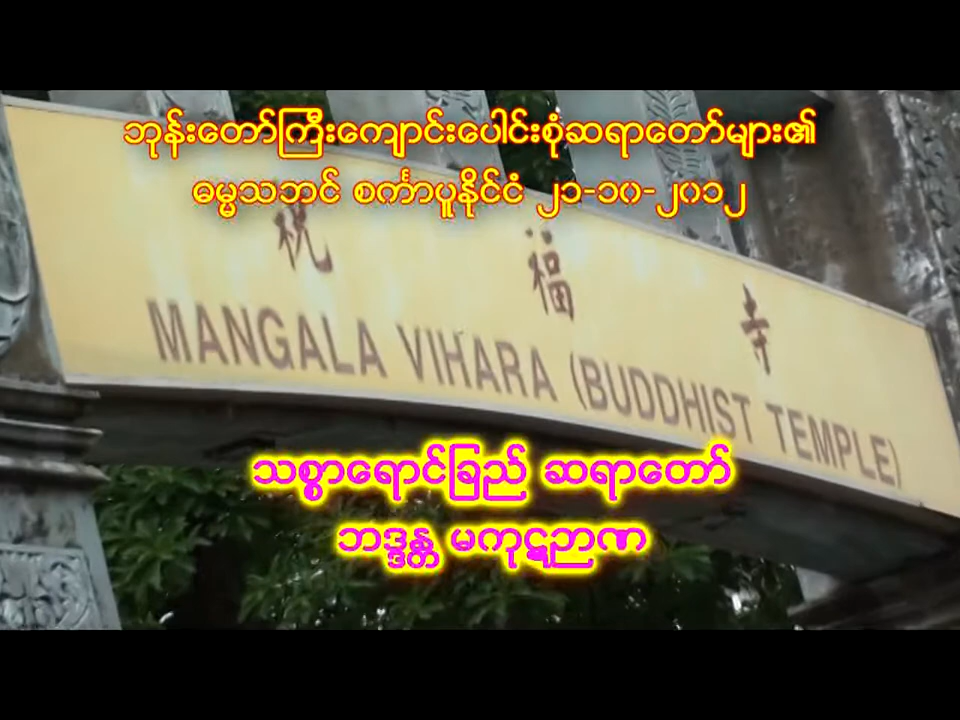 ဘုန်းတော်ကြီးကျောင်းပေါင်းစုံဆရာတော်များ၏
ဓမ္မသဘင် စင်္ကာပူနိုင်ငံ ၂၁-၁၀-၂၀၁၂
祝福寺
MANGALA VIHARA (BUDDHIST TEMPLE)
သစ္စာရောင်ခြည် ဆရာတော်
ဘဒ္ဒန္တ မကုဋဉာဏ